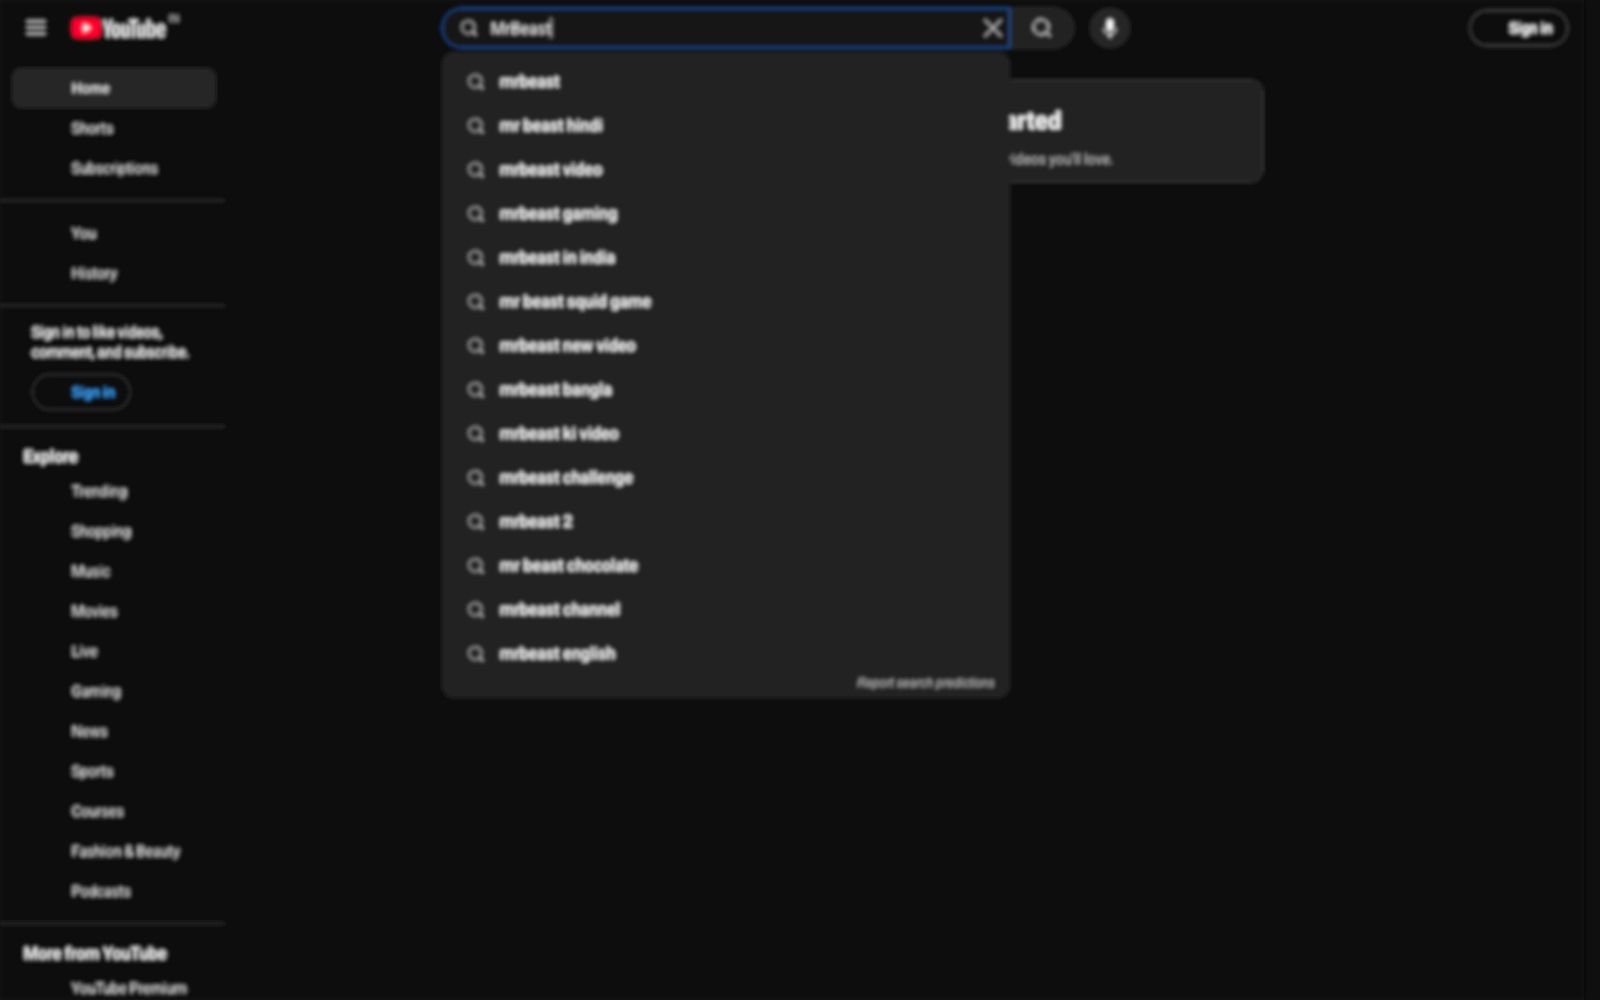 YouTube
MrBeast
Sign in
Home
Shorts
Subscriptions
You
History
Sign in to like videos,
comment, and subscribe.
Sign in
Explore
Trending
Shopping
Music
Movies
Live
Gaming
News
Sports
Courses
Fashion & Beauty
Podcasts
More from YouTube
YouTube Premium
mrbeast
mr beast hindi
mrbeast video
mrbeast gaming
mrbeast in india
mr beast squid game
mrbeast new video
mrbeast bangla
mrbeast ki video
mrbeast challenge
mrbeast 2
mr beast chocolate
mrbeast channel
mrbeast english
Report search predictions
arted
videos you'll love.